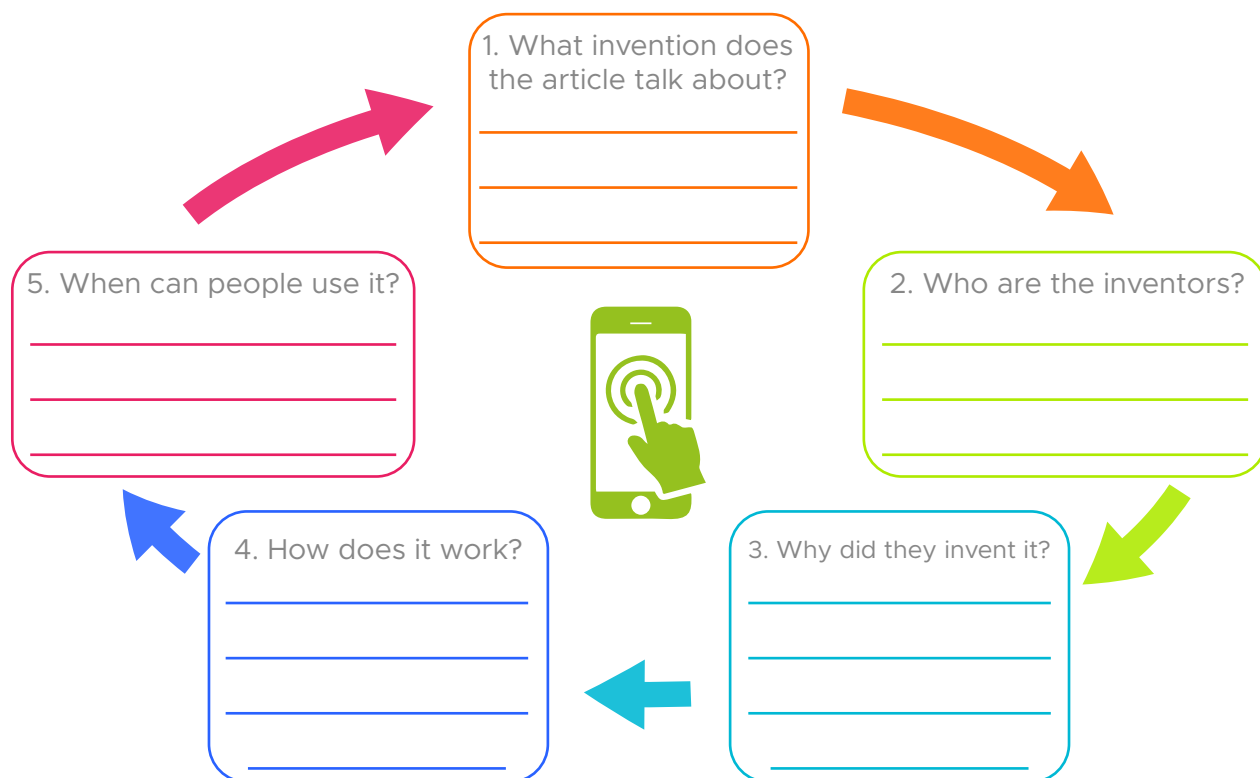 1. What invention does
the article talk about?
2. Who are the inventors?
3. Why did they invent it?
4. How does it work?
5. When can people use it?